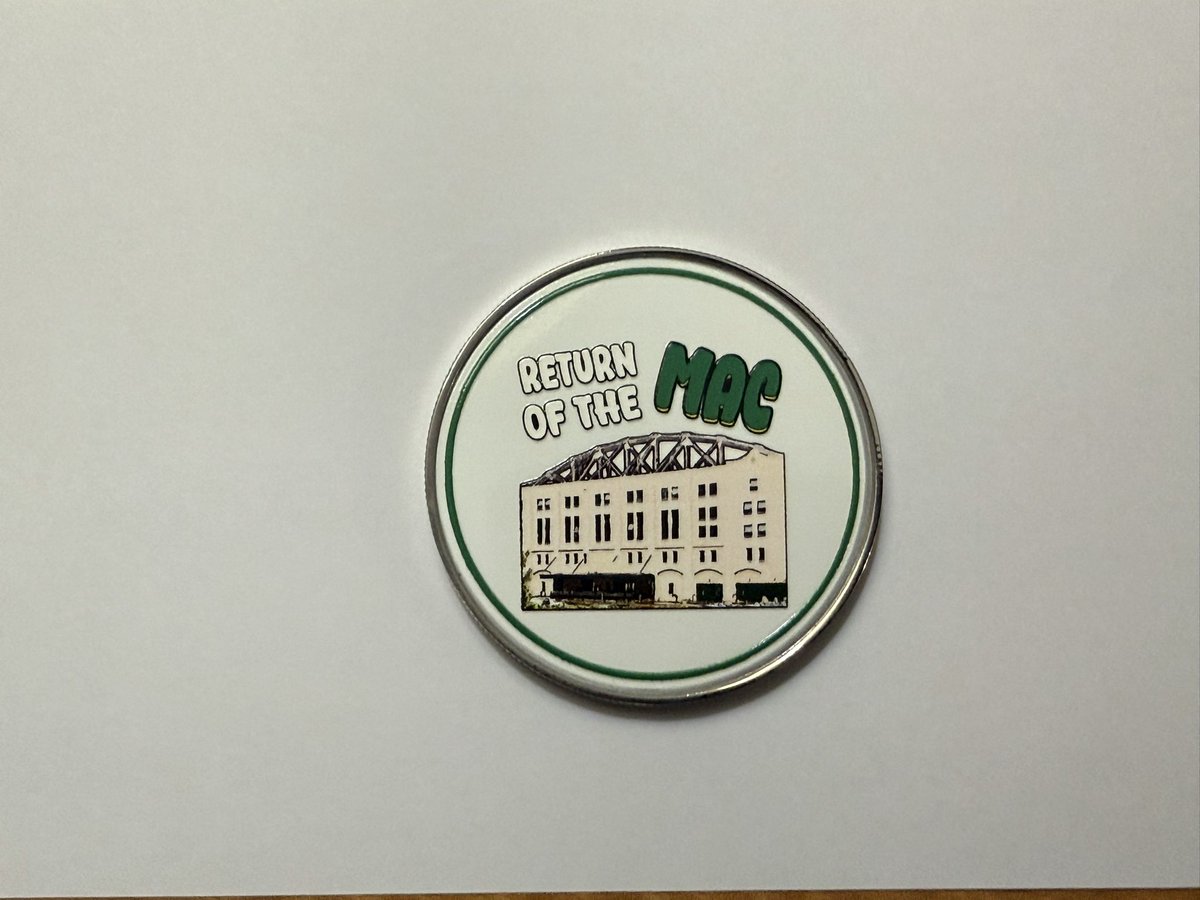 RETURN
OF THE
MAC